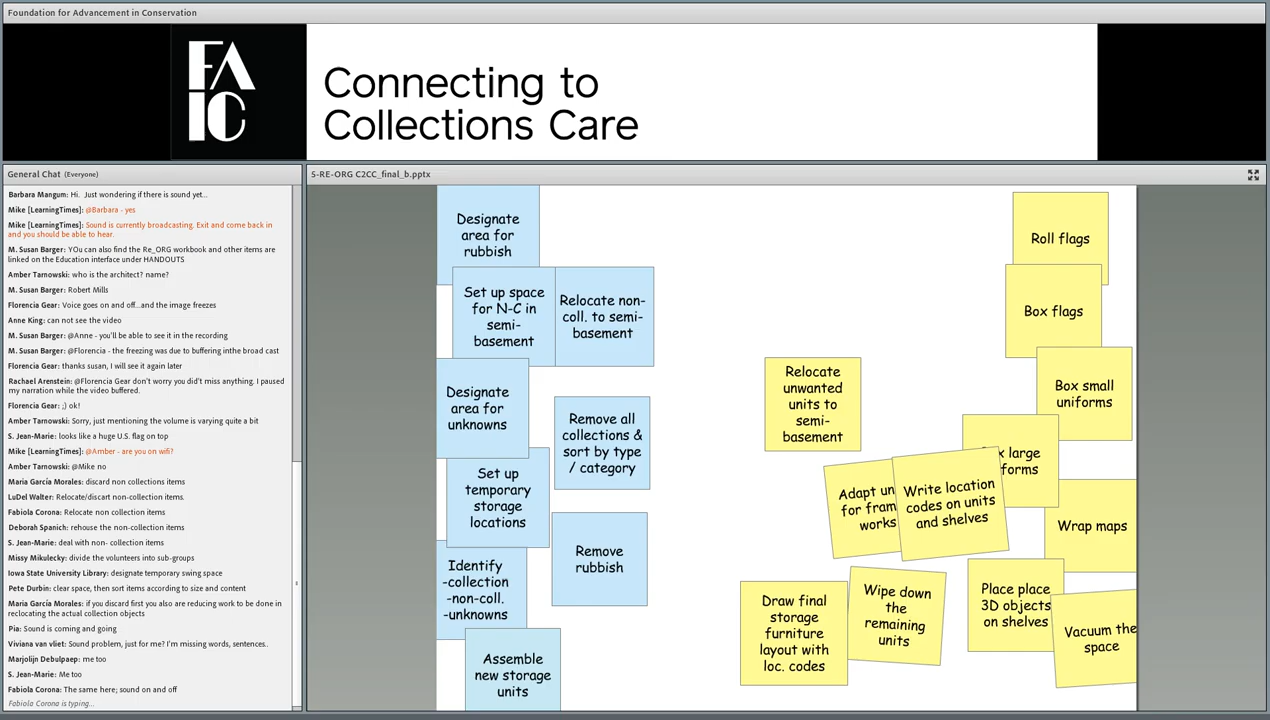 Foundation for Advancement in Conservation
FA
IC
Connecting to
Collections Care
General Chat (Everyone)
Barbara Mangum: Hi.  Just wondering if there is sound yet...
Mike [LearningTimes]: @Barbara - yes
Mike [LearningTimes]: Sound is currently broadcasting. Exit and come back in
and you should be able to hear.
M. Susan Barger: YOu can also find the Re_ORG workbook and other items are
linked on the Education interface under HANDOUTS
Amber Tarnowski: who is the architect? name?
M. Susan Barger: Robert Mills
Florencia Gear: Voice goes on and off...and the image freezes
Anne King: can not see the video
M. Susan Barger: @Anne - you'll be able to see it in the recording
M. Susan Barger: @Florencia - the freezing was due to buffering inthe broad cast
Florencia Gear: thanks susan, I will see it again later
Rachael Arenstein: @Florencia Gear don't worry you did't miss anything. I paused
my narration while the video buffered.
Florencia Gear: ;) ok!
Amber Tarnowski: Sorry, just mentioning the volume is varying quite a bit
S. Jean-Marie: looks like a huge U.S. flag on top
Mike [LearningTimes]: @Amber - are you on wifi?
Amber Tarnowski: @Mike no
Maria García Morales: discard non collections items
LuDel Walter: Relocate/discart non-collection items.
Fabiola Corona: Relocate non collection items
Deborah Spanich: rehouse the non-collection items
S. Jean-Marie: deal with non- collection items
Missy Mikulecky: divide the volunteers into sub-groups
Iowa State University Library: designate temporary swing space
Pete Durbin: clear space, then sort items according to size and content
Maria García Morales: if you discard first you also are reducing work to be done in
reclocating the actual collection objects
Pia: Sound is coming and going
Viviana van vliet: Sound problem, just for me? I'm missing words, sentences..
Marjolijn Debulpaep: me too
S. Jean-Marie: Me too
Fabiola Corona: The same here; sound on and off
Fabiola Corona is typing...
5-RE-ORG C2CC_final_b.pptx
Designate
area for
rubbish
Set up space
for N-C in
semi-
basement
Relocate non-
coll. to semi-
basement
Designate
area for
unknowns
Remove all
collections &
sort by type
/ category
Set up
temporary
storage
locations
Remove
rubbish
Identify
-collection
-non-coll.
-unknowns
Assemble
new storage
units
Roll flags
Box flags
Box small
uniforms
Relocate
unwanted
units to
semi-
basement
large
Adapt
for
works
Write location
codes on units
and shelves
Wrap maps
Draw final
storage
furniture
layout with
loc. codes
Wipe down
the
remaining
units
Place place
3D objects
on shelves
Vacuum the
space